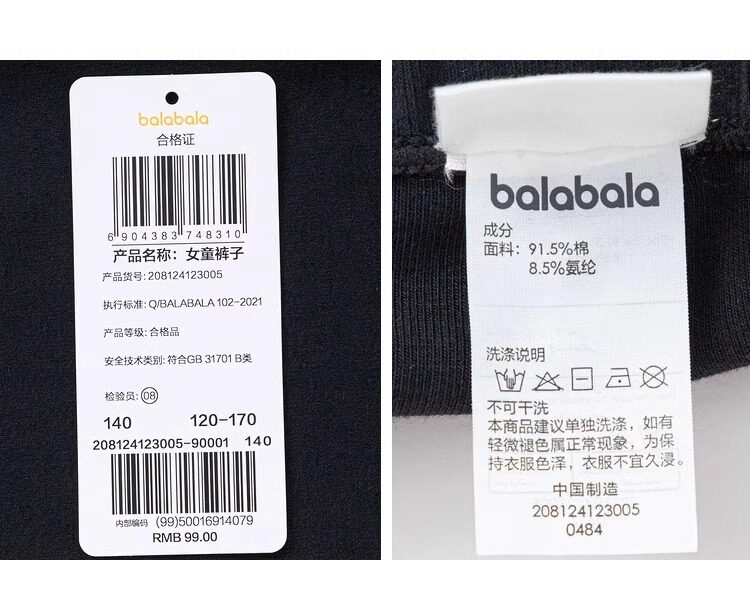 balabala
合格证
6 904383 748310
产品名称: 女童裤子
产品货号: 208124123005
执行标准: Q/BALABALA 102-2021
产品等级: 合格品
安全技术类别: 符合GB 31701 B类
检验员: 08
140 120-170
208124123005-90001 140
内部编码 (99)50016914079
RMB 99.00
balabala
成分
面料: 91.5%棉
8.5%氨纶
洗涤说明
不可干洗
本商品建议单独洗涤，如有
轻微褪色属正常现象，为保
持衣服色泽，衣服不宜久浸。
中国制造
208124123005
0484